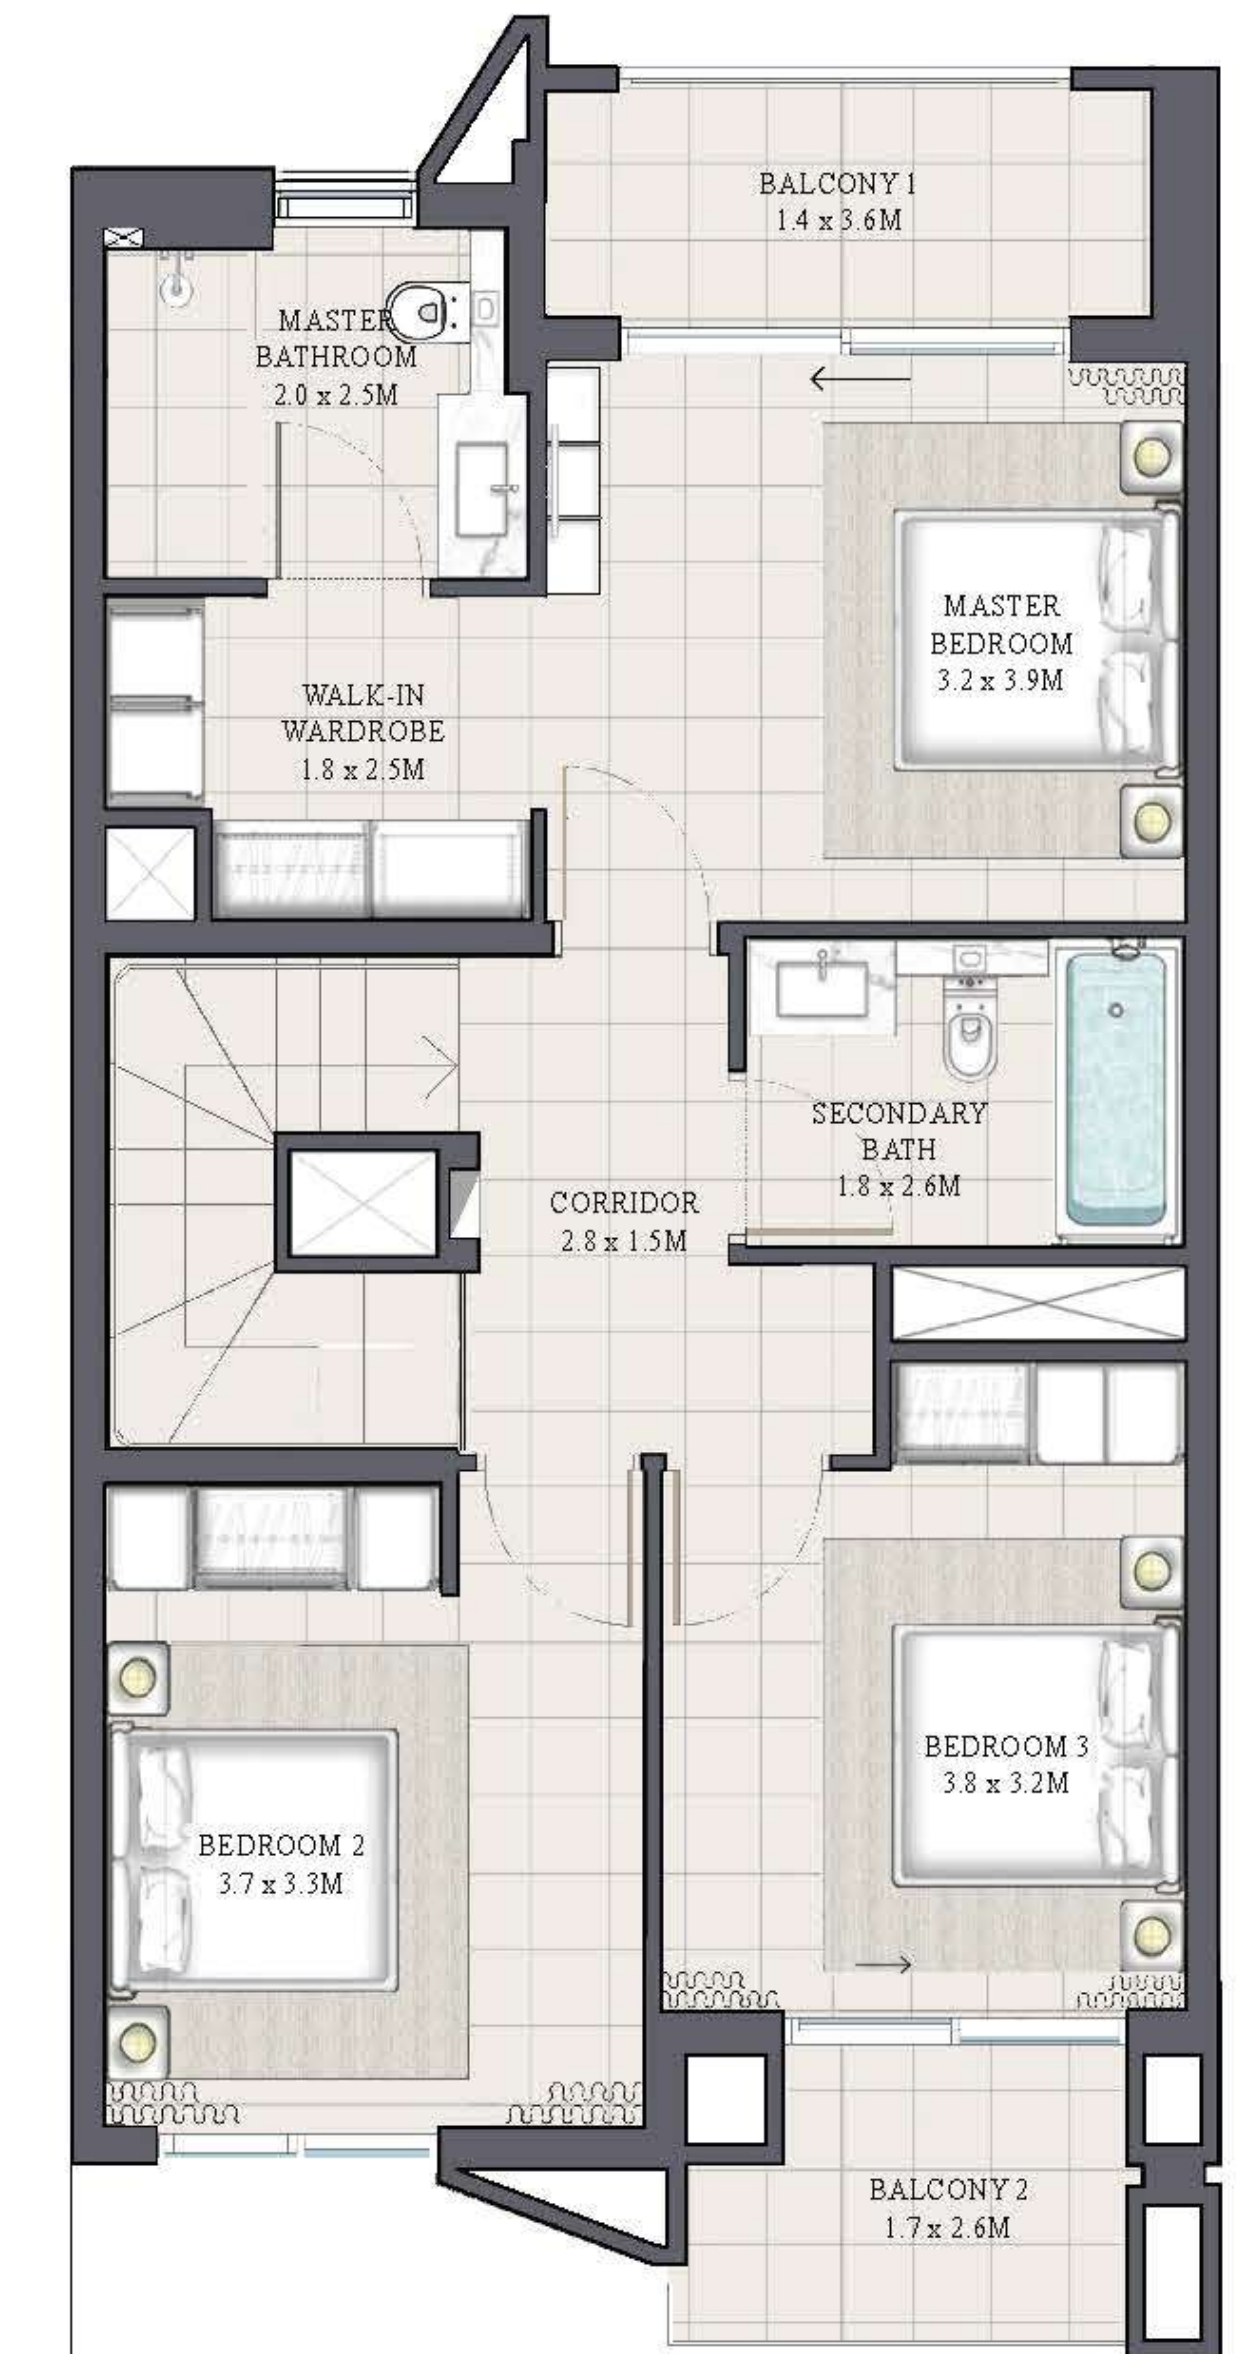 BALCONY 1
1.4 x 3.6M
MASTER
BATHROOM
2.0 x 2.5M
MASTER
BEDROOM
3.2 x 3.9M
WALK-IN
WARDROBE
1.8 x 2.5M
SECONDARY
BATH
1.8 x 2.6M
CORRIDOR
2.8 x 1.5M
BEDROOM 3
3.8 x 3.2M
BEDROOM 2
3.7 x 3.3M
BALCONY 2
1.7 x 2.6M